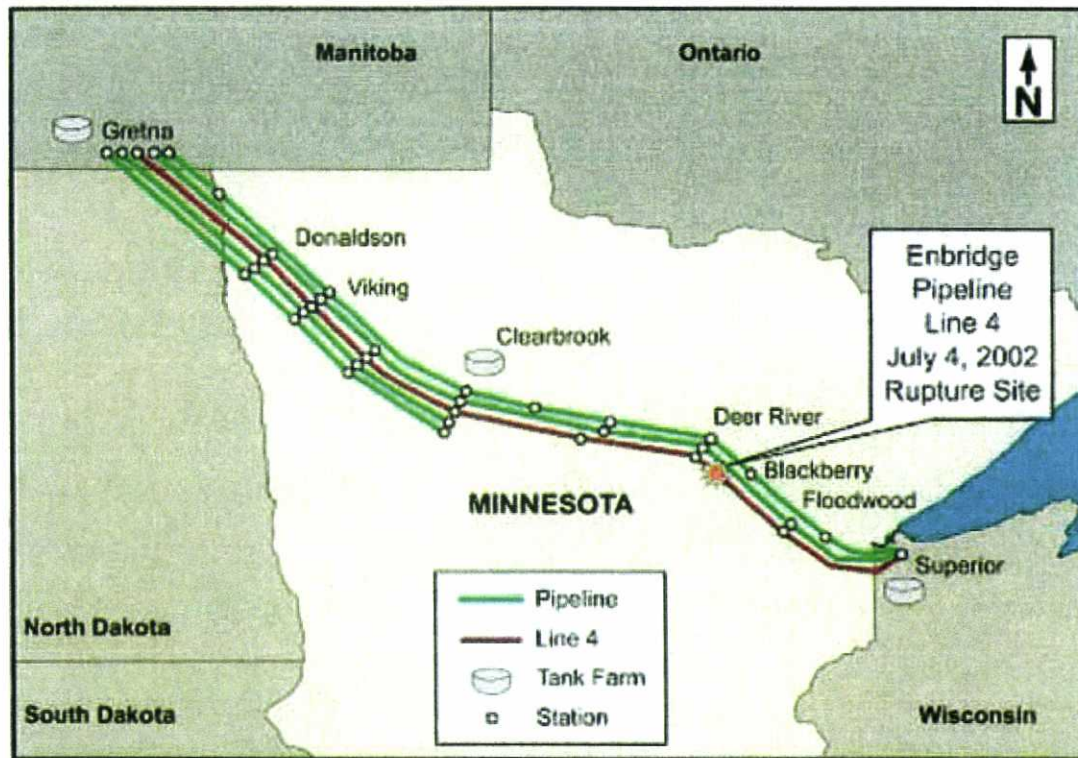 Manitoba
Ontario
N
Gretna
Donaldson
Viking
Clearbrook
Enbridge
Pipeline
Line 4
July 4, 2002
Rupture Site
Deer River
Blackberry
Floodwood
MINNESOTA
Superior
Pipeline
Line 4
Tank Farm
Station
North Dakota
South Dakota
Wisconsin